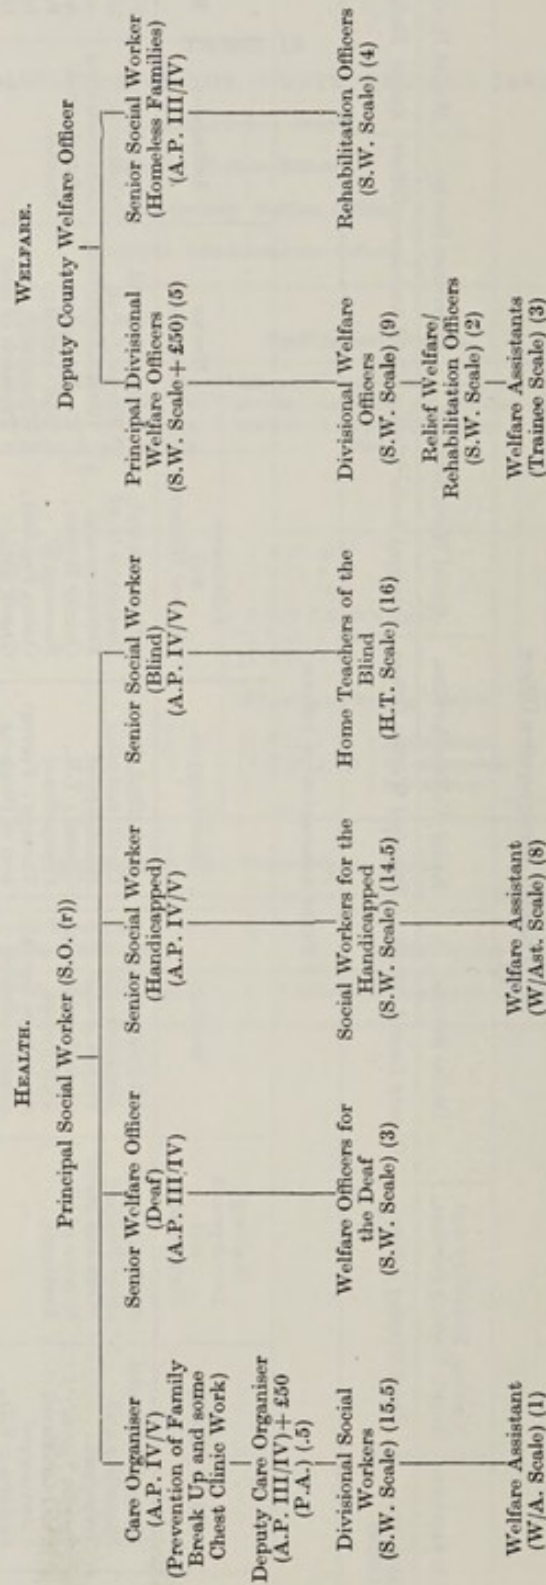 HEALTH.
Principal Social Worker (S.O. (r))
Care Organiser
(A.P. IV/V)
(Prevention of Family
Break Up and some
Chest Clinic Work)
Deputy Care Organiser
(A.P. III/IV)+ £50
(P.A.) (.5)
Divisional Social
Workers
(S.W. Scale) (15.5)
Welfare Assistant
(W/A. Scale) (1)
Senior Welfare Officer
(Deaf)
(A.P. III/IV)
Welfare Officers for
the Deaf
(S.W. Scale) (3)
Senior Social Worker
(Handicapped)
(A.P. IV/V)
Social Workers for the
Handicapped
(S.W. Scale) (14.5)
Welfare Assistant
(W/Ast. Scale) (8)
Senior Social Worker
(Blind)
(A.P. IV/V)
Home Teachers of the
Blind
(H.T. Scale) (16)
WELFARE.
Deputy County Welfare Officer
Principal Divisional
Welfare Officers
(S.W. Scale+ £50) (5)
Divisional Welfare
Officers
(S.W. Scale) (9)
Relief Welfare/
Rehabilitation Officers
(S.W. Scale) (2)
Welfare Assistants
(Trainee Scale) (3)
Senior Social Worker
(Homeless Families)
(A.P. III/IV)
Rehabilitation Officers
(S.W. Scale) (4)